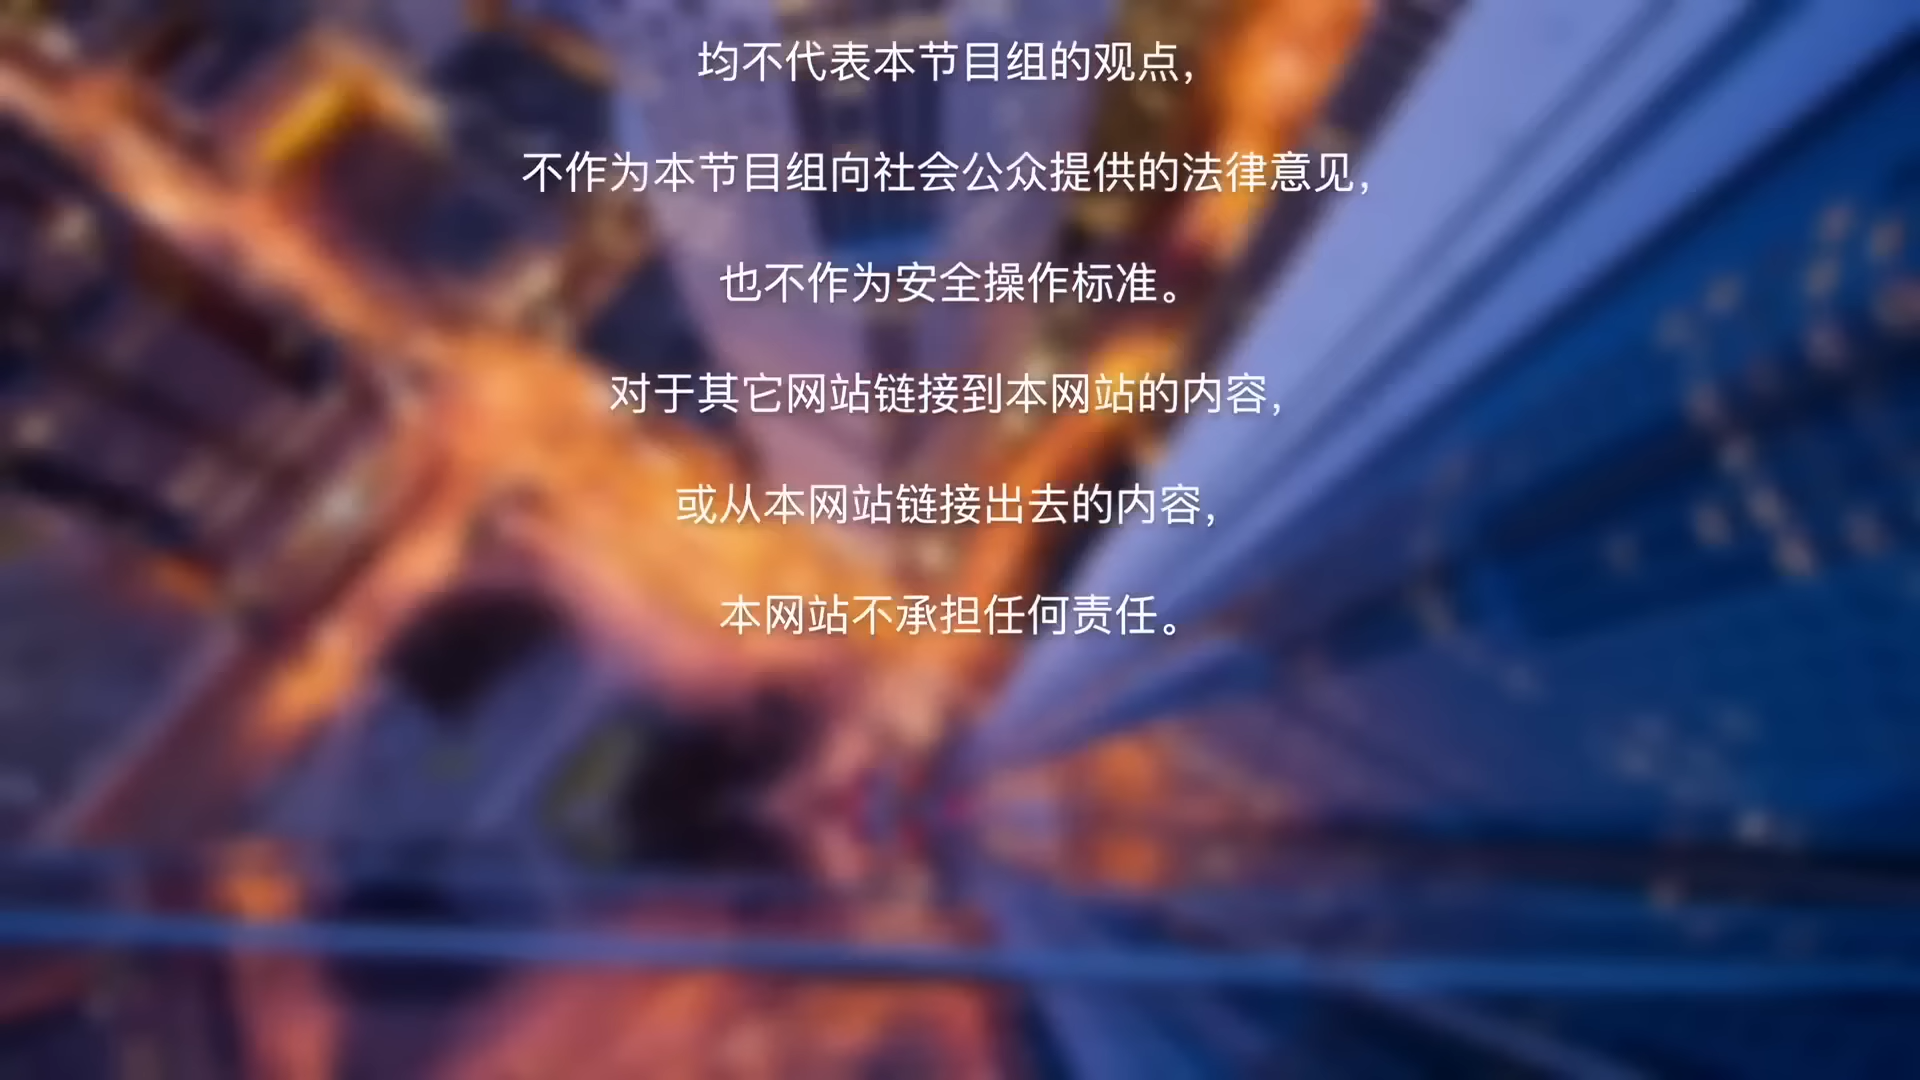 均不代表本节目组的观点，
不作为本节目组向社会公众提供的法律意见，
也不作为安全操作标准。
对于其它网站链接到本网站的内容，
或从本网站链接出去的内容，
本网站不承担任何责任。